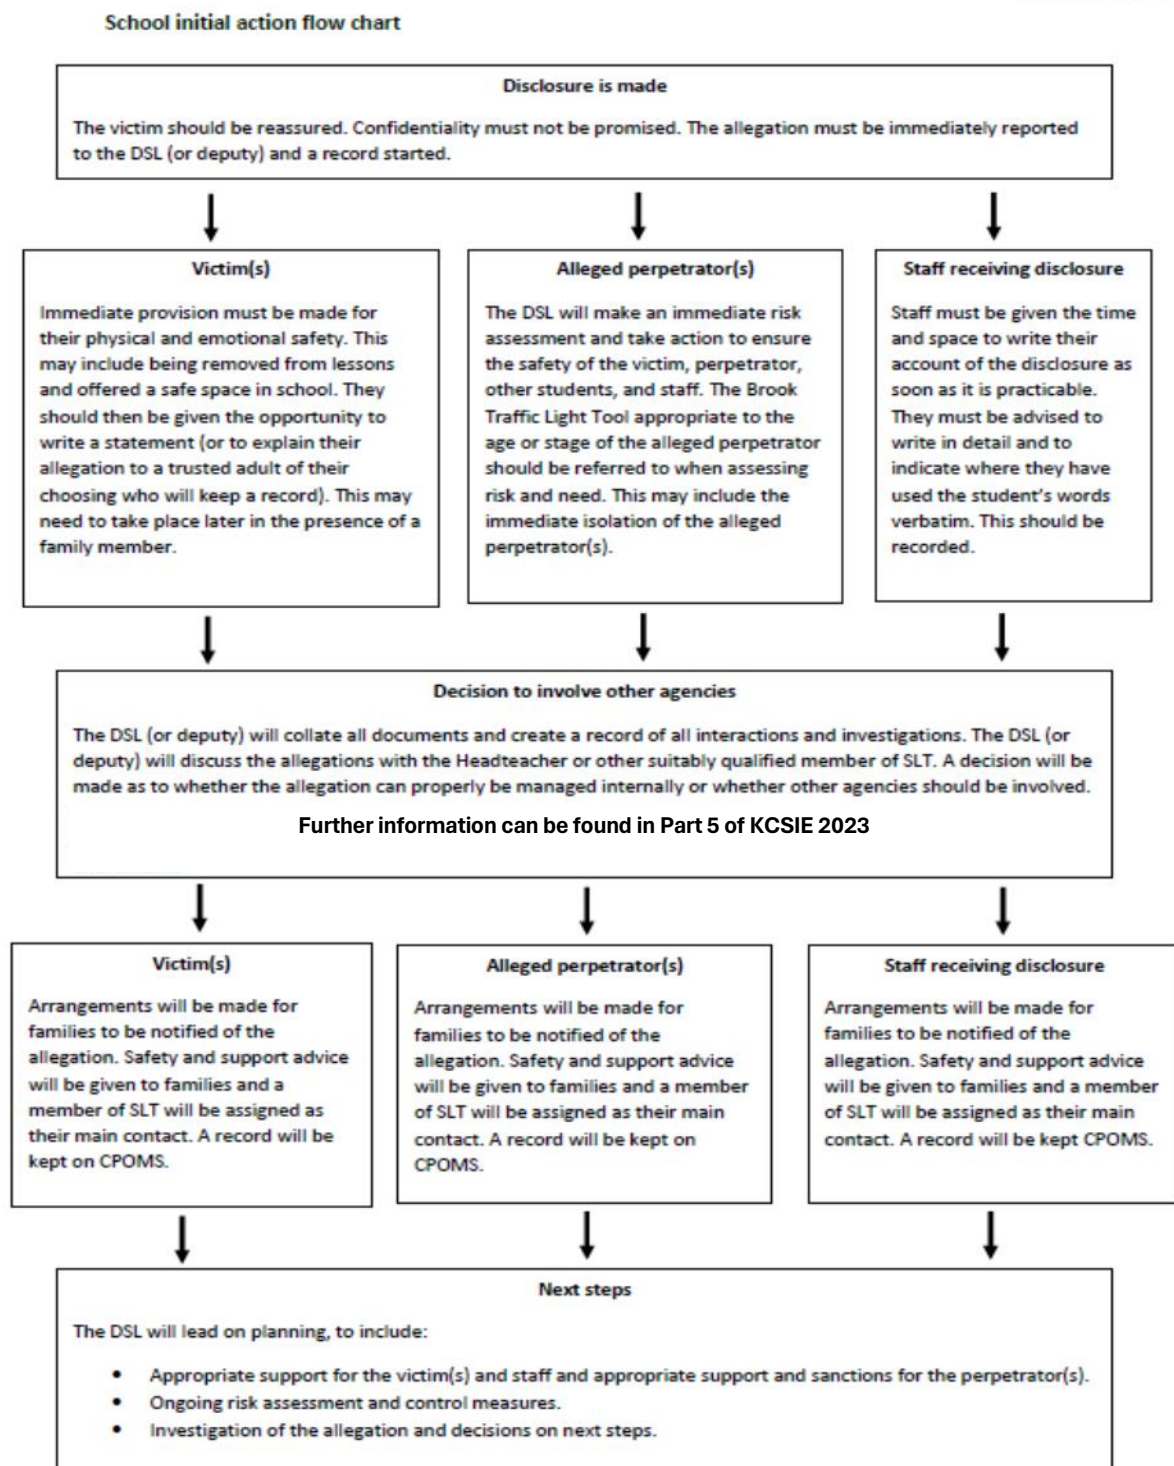 School initial action flow chart
Disclosure is made
The victim should be reassured. Confidentiality must not be promised. The allegation must be immediately reported
to the DSL (or deputy) and a record started.
Victim(s)
Immediate provision must be made for
their physical and emotional safety. This
may include being removed from lessons
and offered a safe space in school. They
should then be given the opportunity to
write a statement (or to explain their
allegation to a trusted adult of their
choosing who will keep a record). This may
need to take place later in the presence of a
family member.
Alleged perpetrator(s)
The DSL will make an immediate risk
assessment and take action to ensure
the safety of the victim, perpetrator,
other students, and staff. The Brook
Traffic Light Tool appropriate to the
age or stage of the alleged perpetrator
should be referred to when assessing
risk and need. This may include the
immediate isolation of the alleged
perpetrator(s).
Staff receiving disclosure
Staff must be given the time
and space to write their
account of the disclosure as
soon as it is practicable.
They must be advised to
write in detail and to
indicate where they have
used the student's words
verbatim. This should be
recorded.
Decision to involve other agencies
The DSL (or deputy) will collate all documents and create a record of all interactions and investigations. The DSL (or
deputy) will discuss the allegations with the Headteacher or other suitably qualified member of SLT. A decision will be
made as to whether the allegation can properly be managed internally or whether other agencies should be involved.
Further information can be found in Part 5 of KCSIE 2023
Victim(s)
Arrangements will be made for
families to be notified of the
allegation. Safety and support advice
will be given to families and a
member of SLT will be assigned as
their main contact. A record will be
kept on CPOMS.
Alleged perpetrator(s)
Arrangements will be made for
families to be notified of the
allegation. Safety and support advice
will be given to families and a member
of SLT will be assigned as their main
contact. A record will be kept on
CPOMS.
Staff receiving disclosure
Arrangements will be made for
families to be notified of the
allegation. Safety and support advice
will be given to families and a member
of SLT will be assigned as their main
contact. A record will be kept CPOMS.
Next steps
The DSL will lead on planning, to include:
• Appropriate support for the victim(s) and staff and appropriate support and sanctions for the perpetrator(s).
• Ongoing risk assessment and control measures.
• Investigation of the allegation and decisions on next steps.